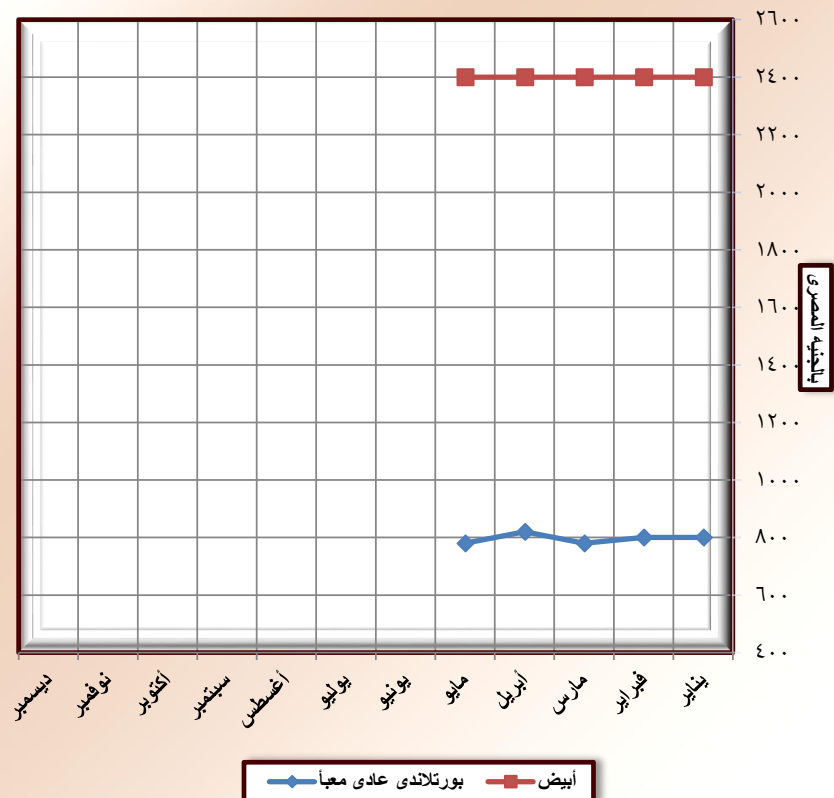 ٢٦٠٠
٢٤٠٠
٢٢٠٠
٢٠٠٠
١٨٠٠
١٦٠٠
١٤٠٠
١٢٠٠
١٠٠٠
٨٠٠
٦٠٠
٤٠٠
بالجنيه المصرى
يناير
فبراير
مارس
أبريل
مايو
يونيو
يوليو
أغسطس
سبتمبر
أكتوبر
نوفمبر
ديسمبر
أبيض
بورتلاندى عادى معبأ